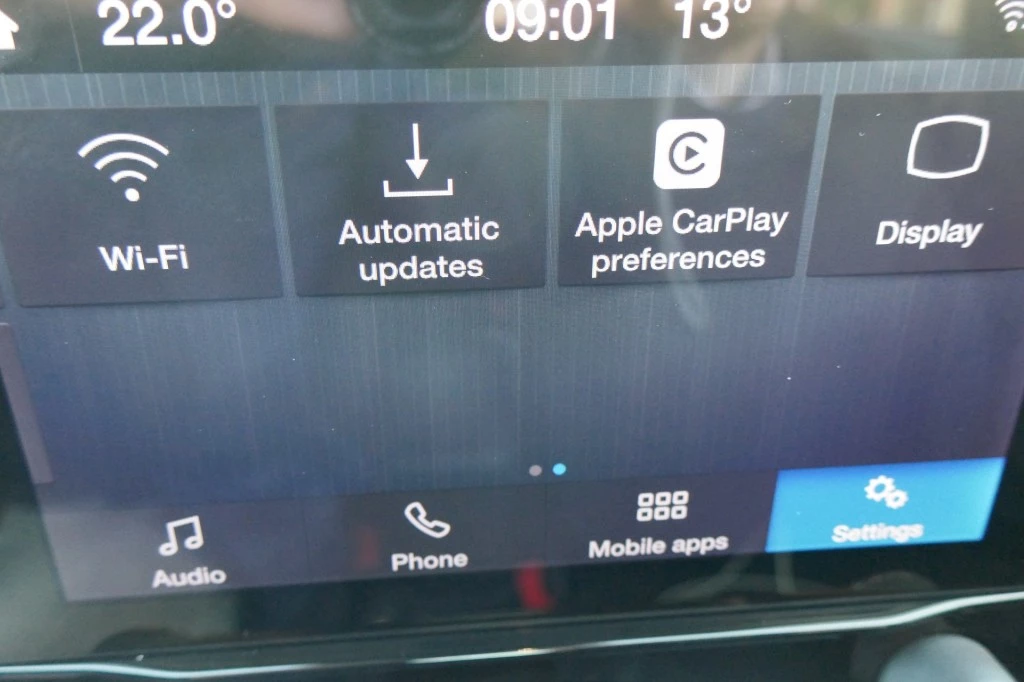 22.0° 09:01 13°
Wi-Fi
Automatic
updates
Apple CarPlay
preferences
Display
Audio
Phone
Mobile apps
Settings